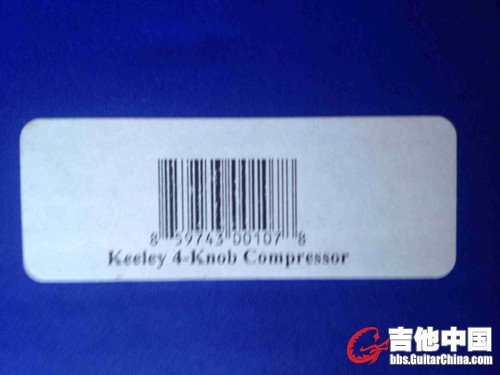 8 59743 00107 8
Keeley 4-Knob Compressor
吉他中国
bbs.GuitarChina.com